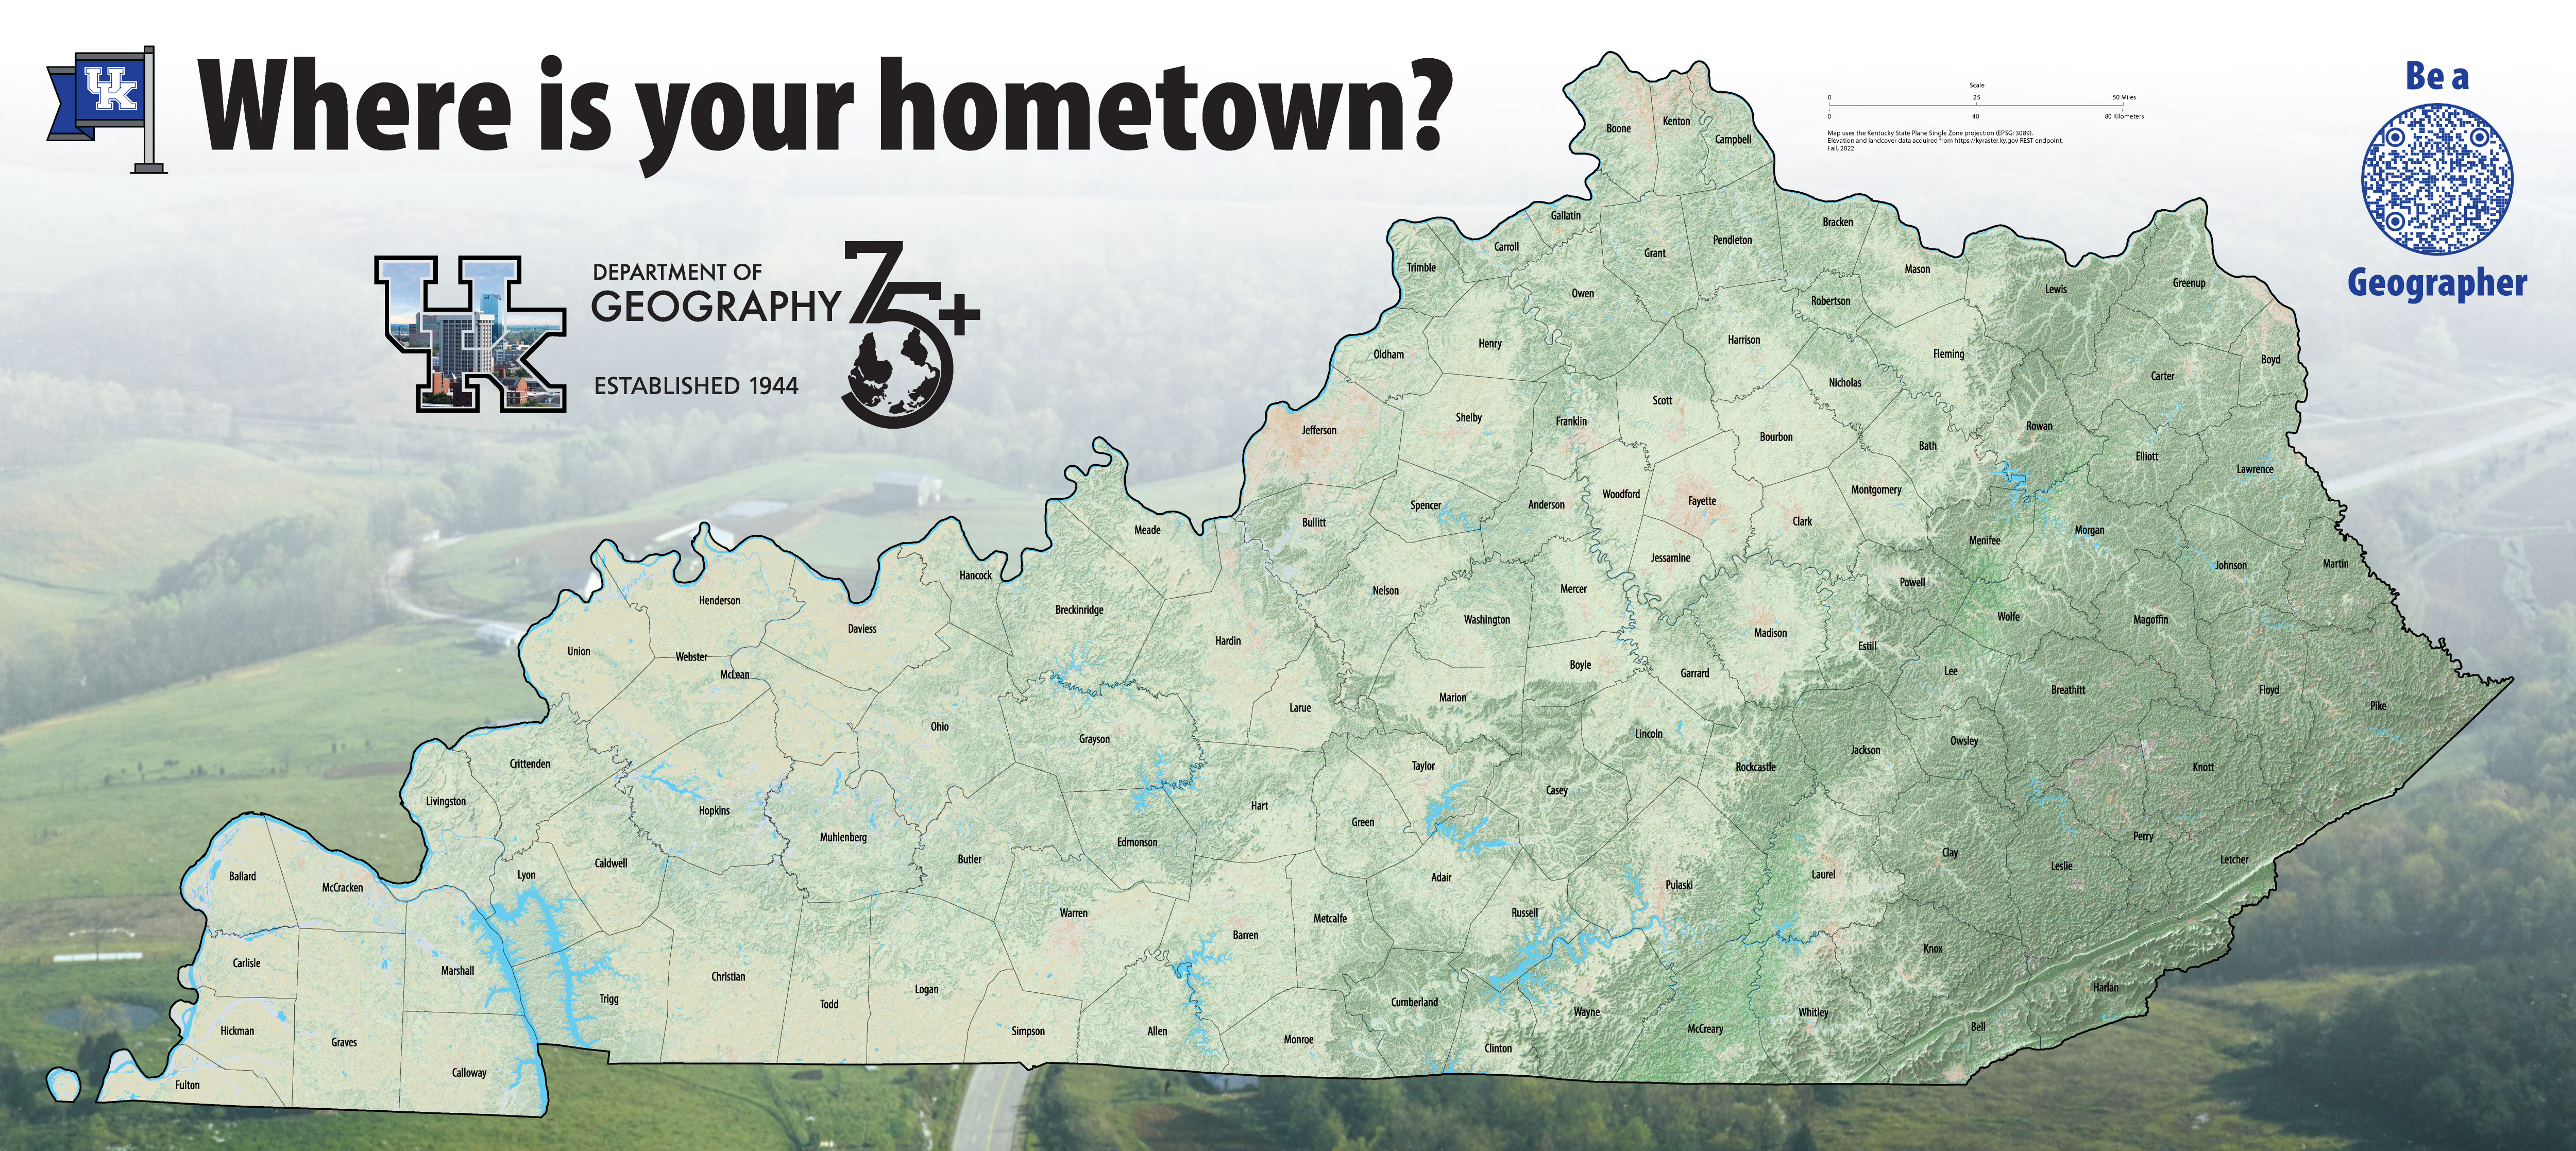 UK
Where is your hometown?
UK
DEPARTMENT OF
GEOGRAPHY
75+
ESTABLISHED 1944
Scale
0 25 50 Miles
0 40 80 Kilometers
Map uses the Kentucky State Plane Single Zone projection (EPSG: 3089).
Elevation and landcover data acquired from https://kyraster.ky.gov REST endpoint.
Fall, 2022
Be a
Geographer
Boone
Kenton
Campbell
Gallatin
Carroll
Bracken
Grant
Pendleton
Trimble
Owen
Mason
Robertson
Lewis
Greenup
Oldham
Henry
Harrison
Fleming
Nicholas
Carter
Boyd
Jefferson
Shelby
Franklin
Scott
Bourbon
Bath
Rowan
Elliott
Lawrence
Spencer
Anderson
Woodford
Fayette
Montgomery
Clark
Bullitt
Meade
Morgan
Menifee
Jessamine
Johnson
Martin
Hancock
Henderson
Breckinridge
Nelson
Mercer
Powell
Washington
Wolfe
Magoffin
Daviess
Hardin
Madison
Estill
Union
Webster
McLean
Boyle
Garrard
Lee
Marion
Breathitt
Floyd
Larue
Pike
Ohio
Grayson
Lincoln
Jackson
Owsley
Crittenden
Taylor
Rockcastle
Knott
Livingston
Hopkins
Hart
Casey
Muhlenberg
Green
Edmonson
Perry
Caldwell
Butler
Clay
Leslie
Letcher
Ballard
McCracken
Lyon
Adair
Pulaski
Laurel
Warren
Metcalfe
Russell
Barren
Knox
Carlisle
Marshall
Christian
Trigg
Todd
Logan
Cumberland
Wayne
Whitley
Harlan
Hickman
Graves
Simpson
Allen
Monroe
McCreary
Bell
Clinton
Calloway
Fulton